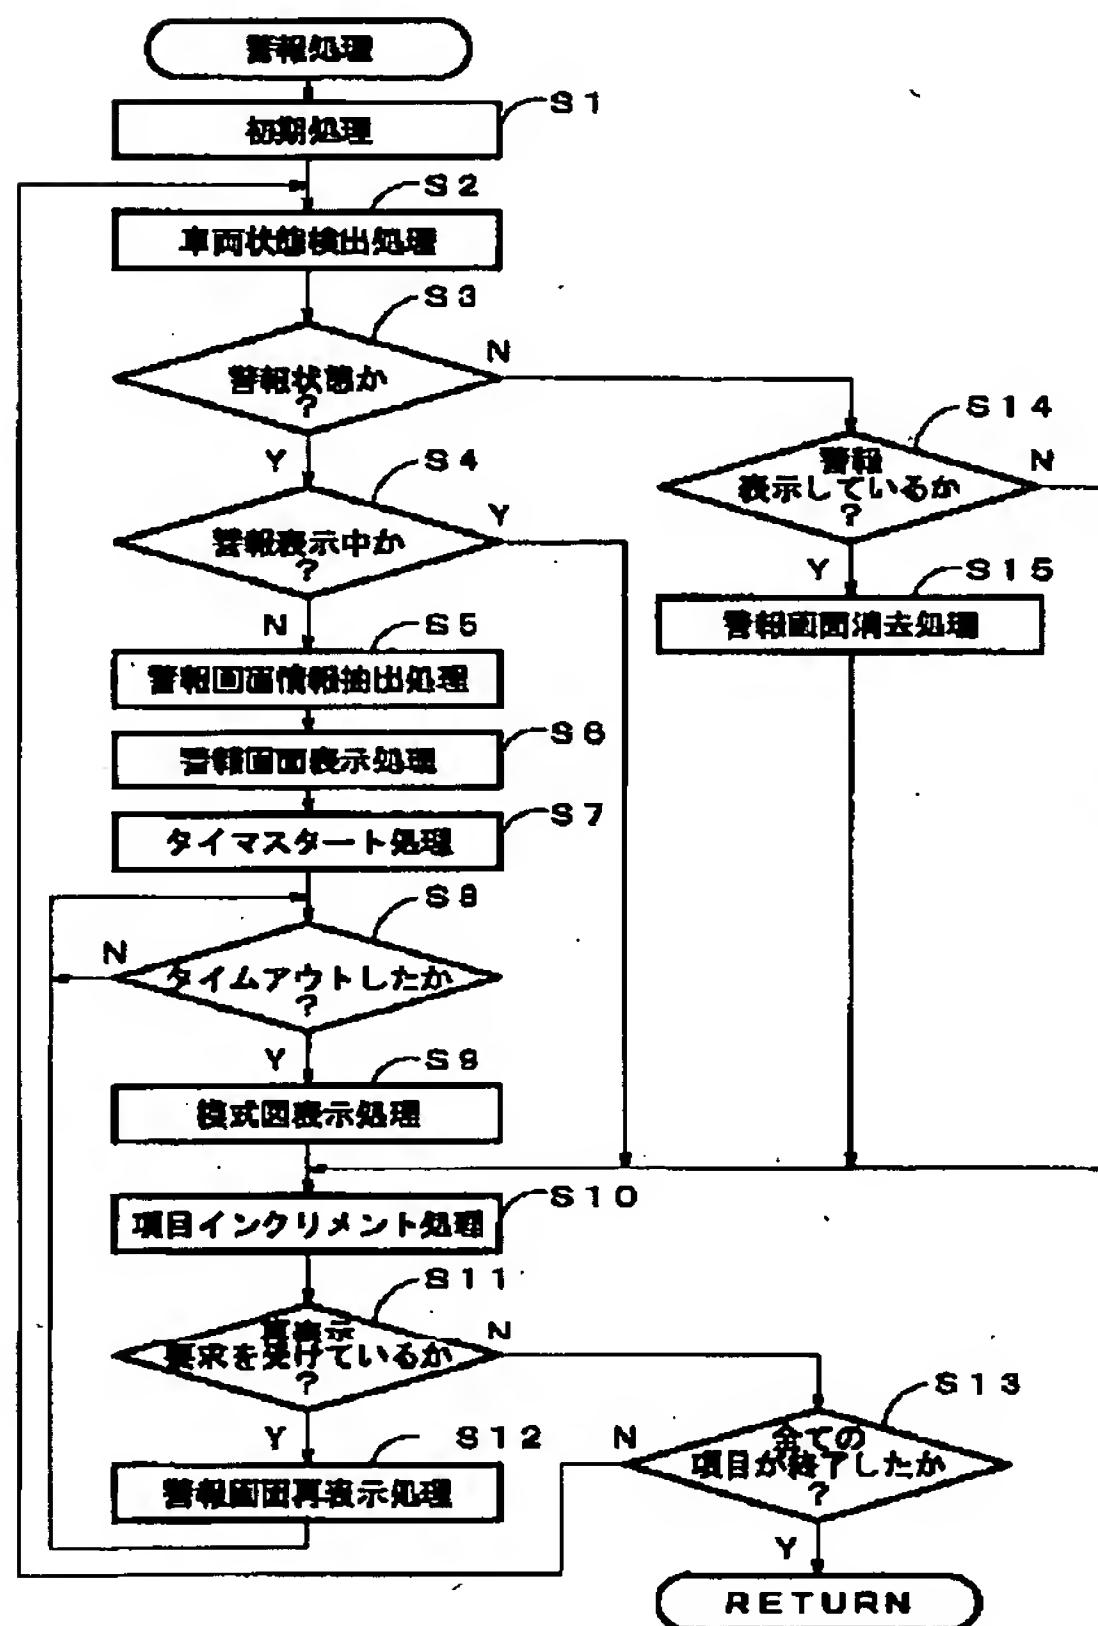 警報処理
S1
初期処理
S2
車両状態検出処理
S3
警報状態か
?
N
Y
S14
警報
表示しているか
?
N
Y
S4
警報表示中か
?
Y
N
S15
警報画面消去処理
S5
警報画面情報抽出処理
S6
警報画面表示処理
S7
タイマスタート処理
S8
タイムアウトしたか
?
N
Y
S9
模式図表示処理
S10
項目インクリメント処理
S11
再表示
要求を受けているか
?
N
Y
S12
警報画面再表示処理
S13
全ての
項目が終了したか
?
N
Y
RETURN